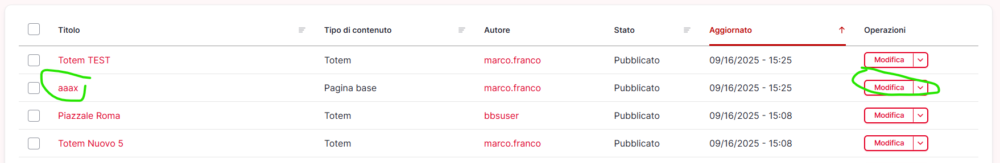 Titolo Tipo di contenuto Autore Stato Aggiornato Operazioni
Totem TEST Totem marco.franco Pubblicato 09/16/2025 - 15:25 Modifica
aaax Pagina base marco.franco Pubblicato 09/16/2025 - 15:25 Modifica
Piazzale Roma Totem bbsuser Pubblicato 09/16/2025 - 15:08 Modifica
Totem Nuovo 5 Totem marco.franco Pubblicato 09/16/2025 - 15:08 Modifica